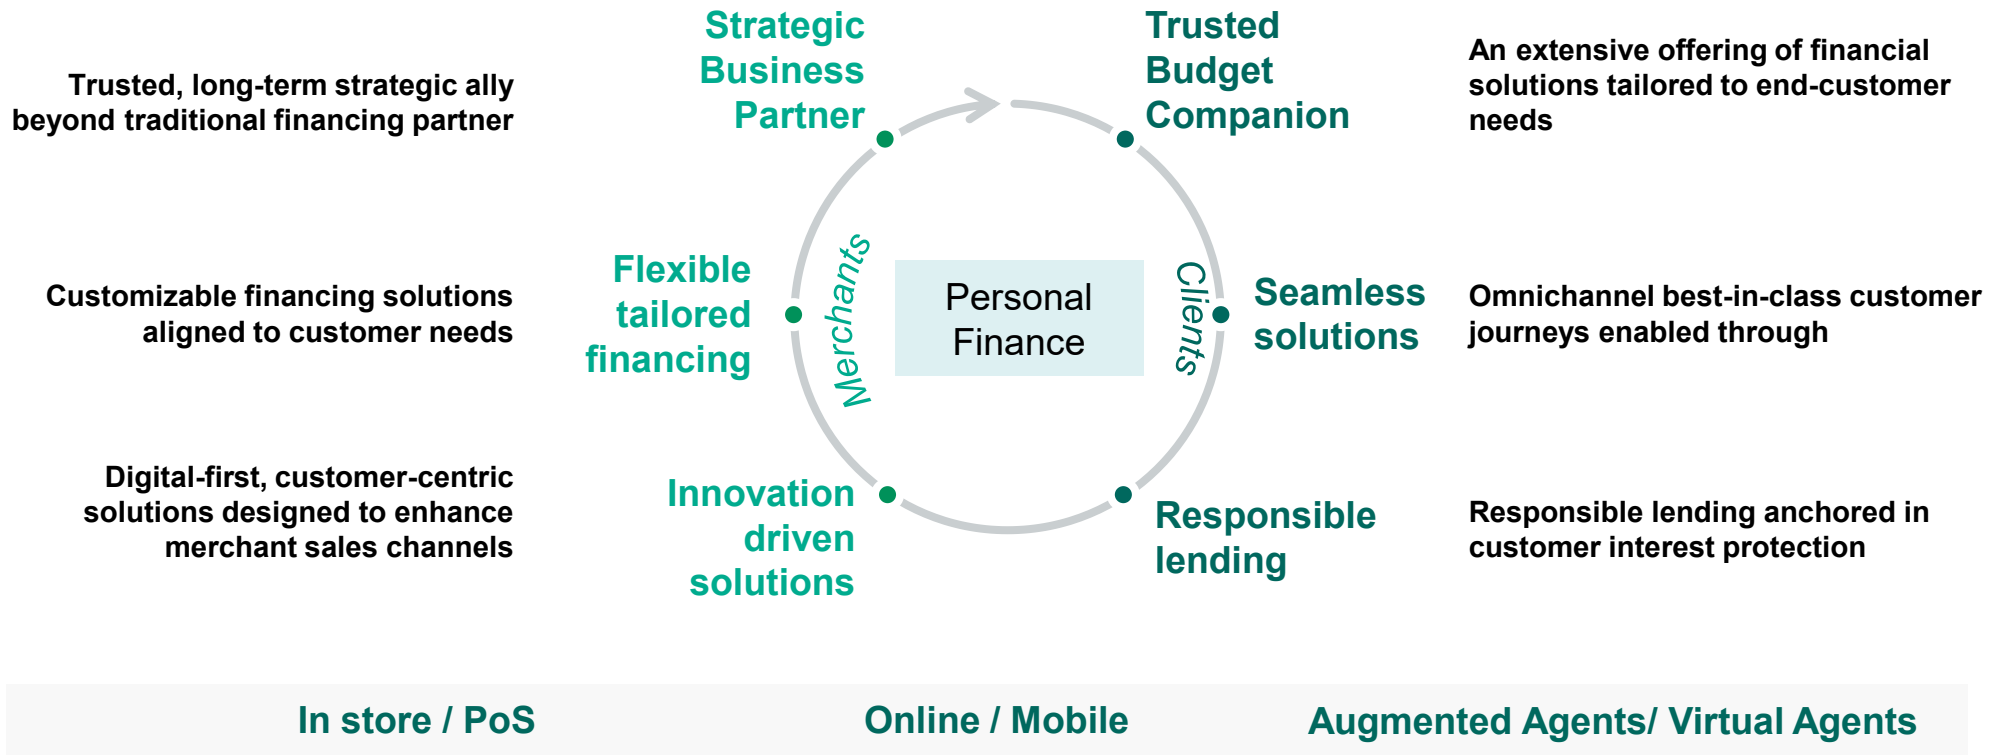 Strategic
Business
Partner
Trusted, long-term strategic ally
beyond traditional financing partner
Trusted
Budget
Companion
An extensive offering of financial
solutions tailored to end-customer
needs
Flexible
tailored
financing
Customizable financing solutions
aligned to customer needs
Merchants
Personal
Finance
Clients
Seamless
solutions
Omnichannel best-in-class customer
journeys enabled through
Digital-first, customer-centric
solutions designed to enhance
merchant sales channels
Innovation
driven
solutions
Responsible
lending
Responsible lending anchored in
customer interest protection
In store / PoS
Online / Mobile
Augmented Agents/ Virtual Agents